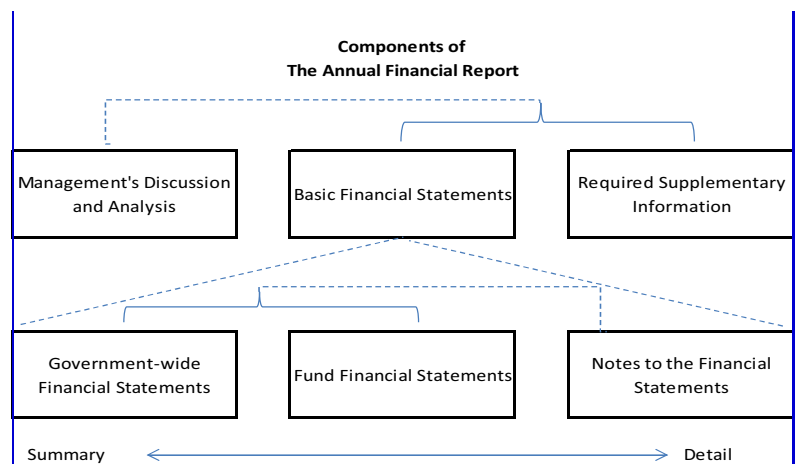 Components of
The Annual Financial Report
Management's Discussion
and Analysis
Basic Financial Statements
Required Supplementary
Information
Government-wide
Financial Statements
Fund Financial Statements
Notes to the Financial
Statements
Summary
Detail